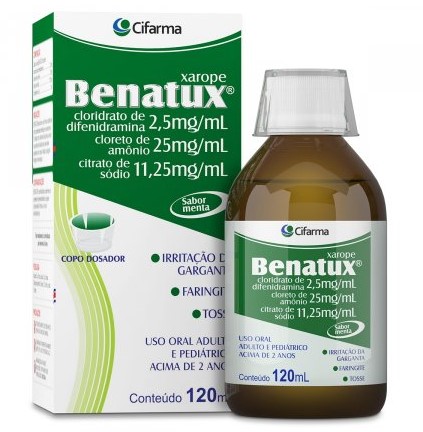 Cifarma
xarope
Benatux®
cloridrato de
difenidramina 2,5mg/mL
cloreto de
amônio 25mg/mL
citrato de
sódio 11,25mg/mL
Sabor
menta
COPO DOSADOR
• IRRITAÇÃO DA
GARGANTA
• FARINGITE
• TOSSE
USO ORAL ADULTO
E PEDIÁTRICO
ACIMA DE 2 ANOS
Conteúdo 120mL
Cifarma
xarope
Benatux®
cloridrato de
difenidramina 2,5mg/mL
cloreto de
amônio 25mg/mL
citrato de
sódio 11,25mg/mL
Sabor
menta
USO ORAL
ADULTO E PEDIÁTRICO
ACIMA DE 2 ANOS
• IRRITAÇÃO DA
GARGANTA
• FARINGITE
• TOSSE
Conteúdo 120mL